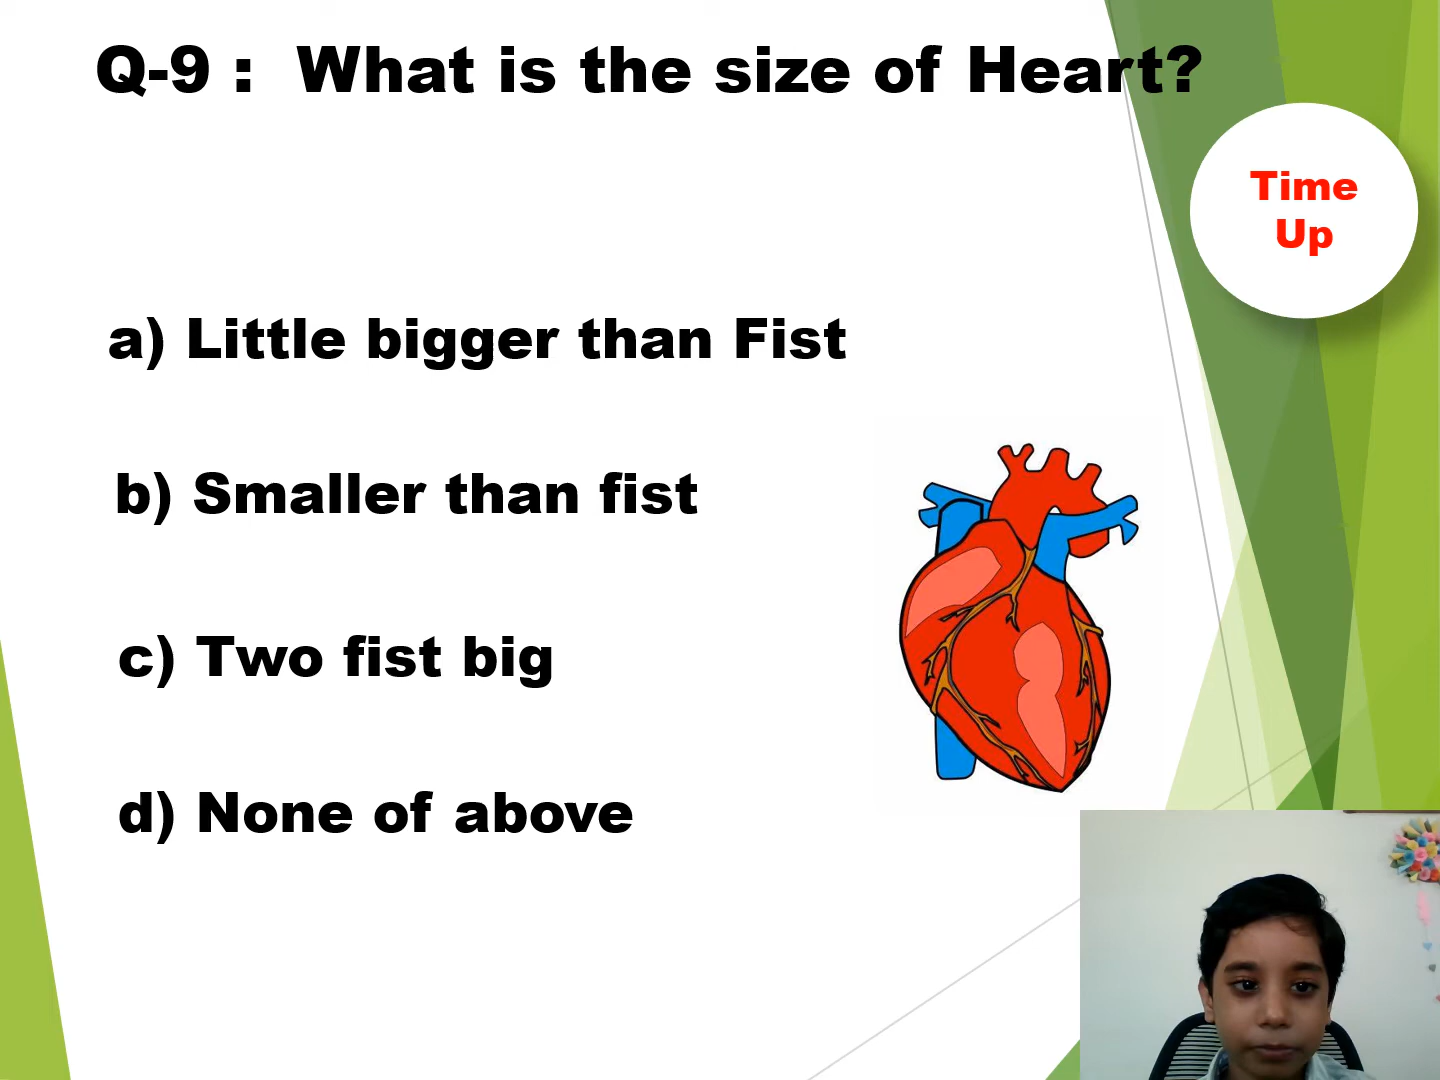 Q-9 : What is the size of Heart?
Time
Up
a) Little bigger than Fist
b) Smaller than fist
c) Two fist big
d) None of above